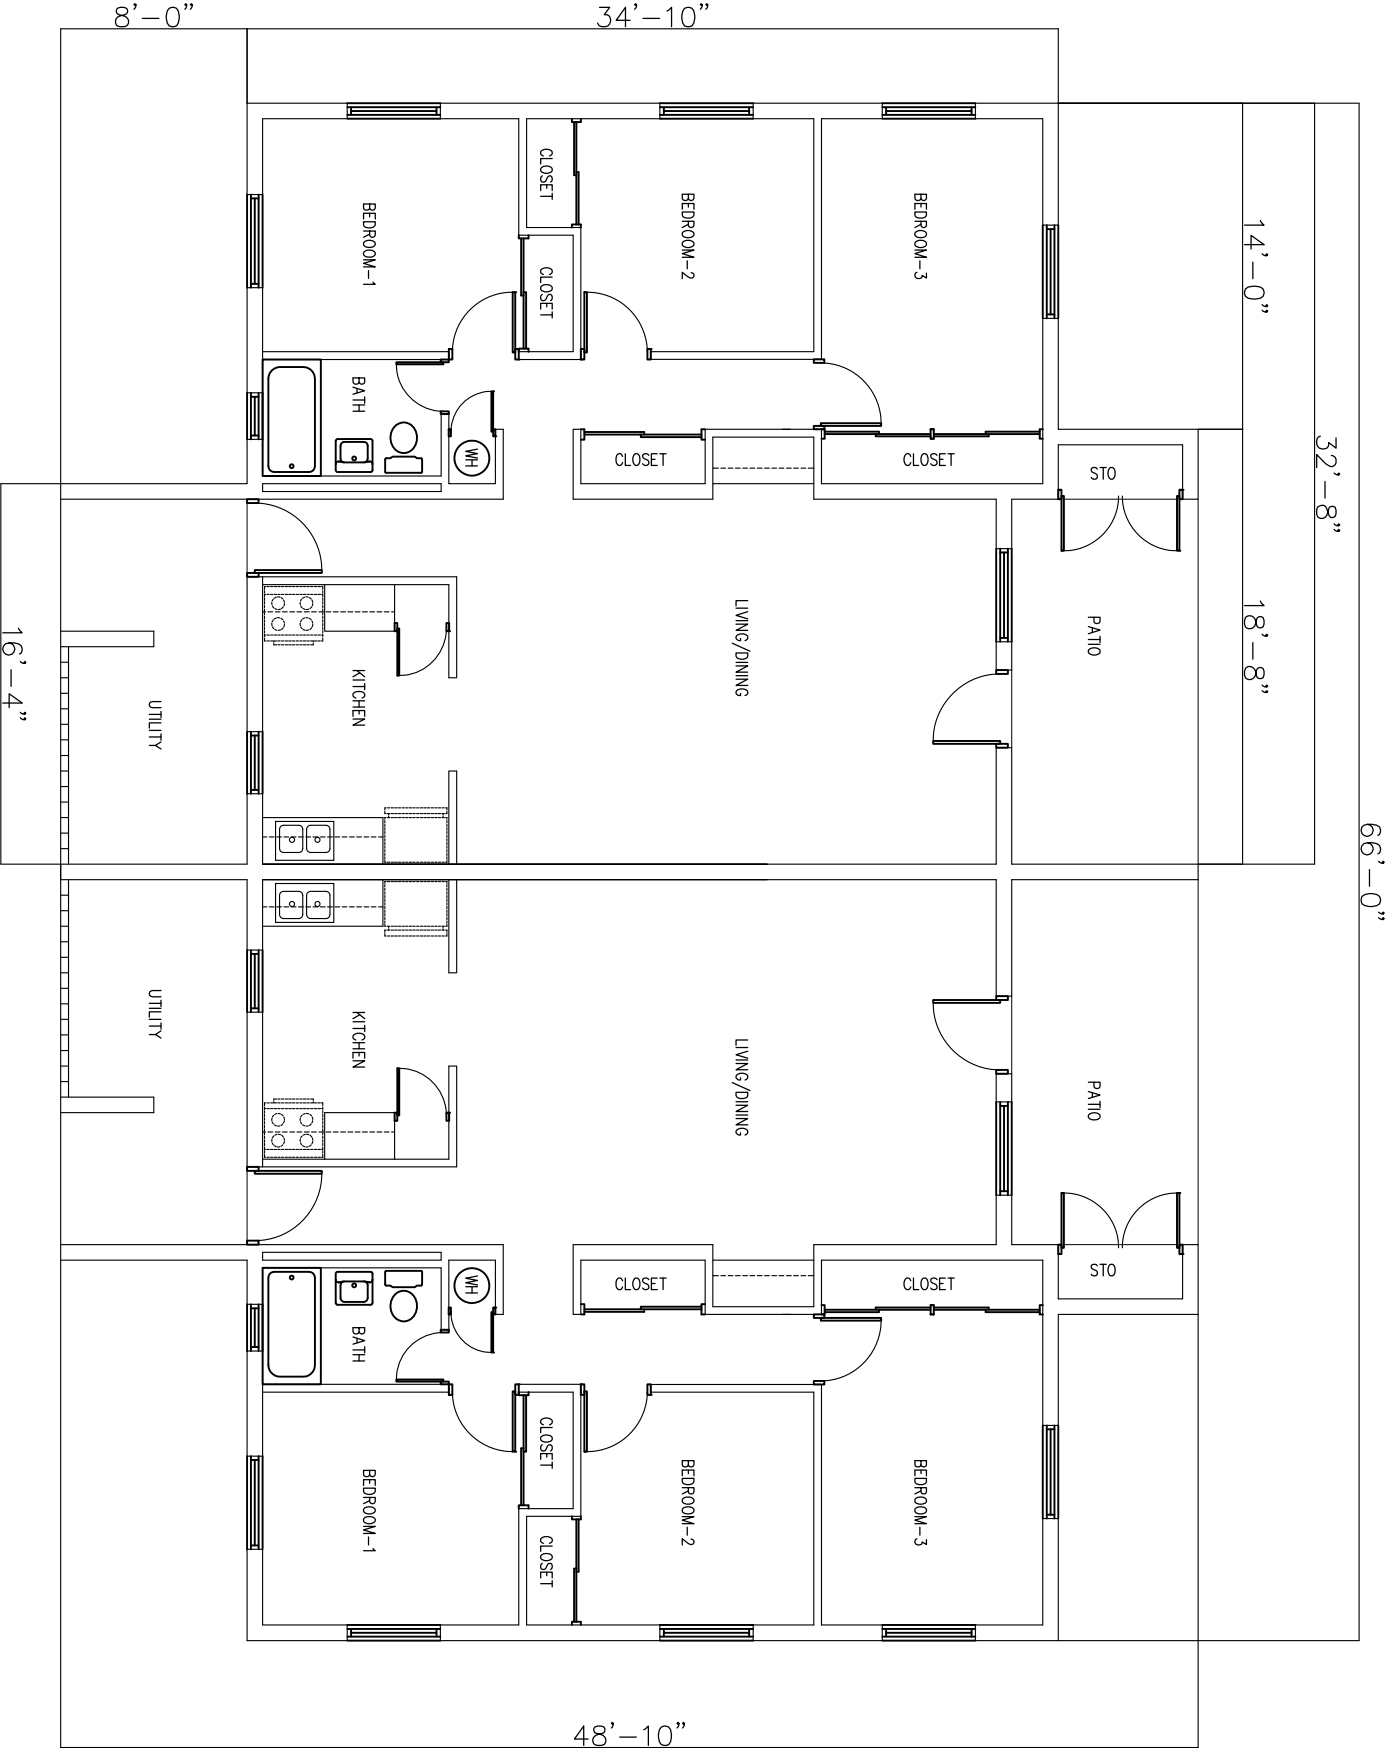 8'-0"
34'-10"
CLOSET
BEDROOM-1
BEDROOM-2
BEDROOM-3
14'-0"
CLOSET
BATH
WH
CLOSET
CLOSET
STO
32'-8"
LIVING/DINING
PATIO
18'-8"
16'-4"
KITCHEN
UTILITY
66'-0"
UTILITY
KITCHEN
LIVING/DINING
PATIO
WH
CLOSET
CLOSET
STO
BATH
CLOSET
BEDROOM-1
BEDROOM-2
BEDROOM-3
CLOSET
48'-10"